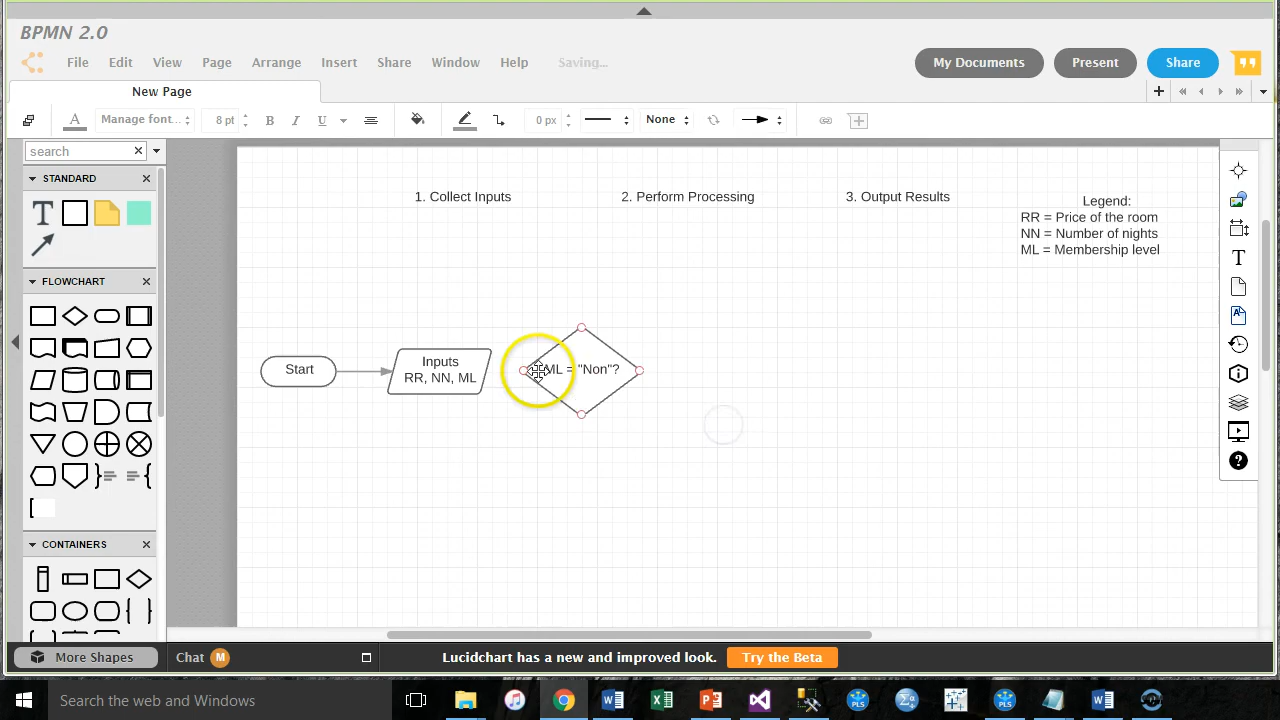 BPMN 2.0
File Edit View Page Arrange Insert Share Window Help Saving...
My Documents Present Share
New Page
A Manage font... 8 pt B I U 0 px None
search
STANDARD
T
FLOWCHART
CONTAINERS
1. Collect Inputs 2. Perform Processing 3. Output Results
Legend:
RR = Price of the room
NN = Number of nights
ML = Membership level
Start
Inputs
RR, NN, ML
ML = "Non"?
More Shapes Chat M
Lucidchart has a new and improved look. Try the Beta
Search the web and Windows